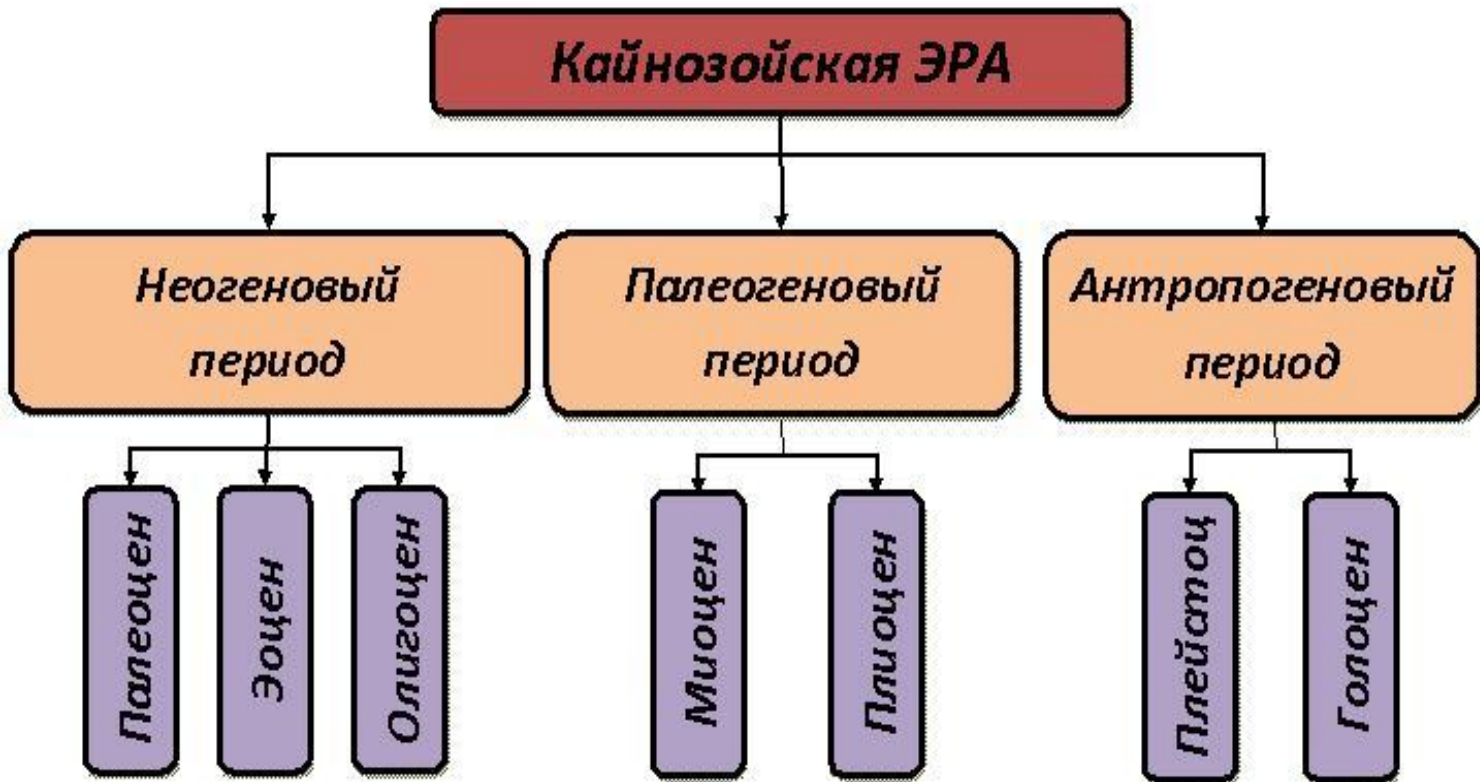 Кайнозойская ЭРА
Неогеновый
период
Палеогеновый
период
Антропогеновый
период
Палеоцен
Эоцен
Олигоцен
Миоцен
Плиоцен
Плейстоц
Голоцен